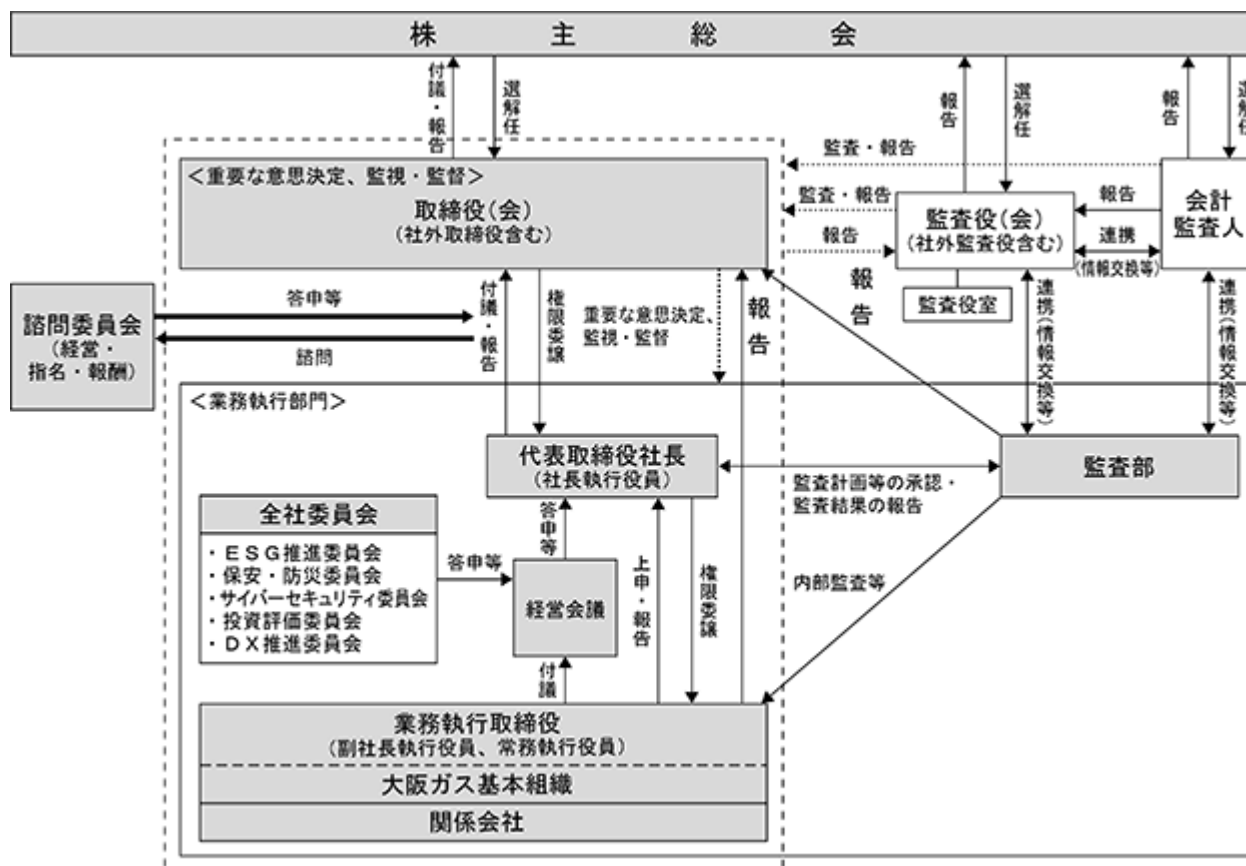 株主総会
付議・報告
選解任
報告
選解任
報告
選解任
＜重要な意思決定、監視・監督＞
取締役(会)
(社外取締役含む)
監査・報告
監査・報告
報告
監査役(会)
(社外監査役含む)
監査役室
報告
連携
(情報交換等)
会計
監査人
諮問委員会
(経営・
指名・報酬)
答申等
諮問
付議・報告
権限委譲
重要な意思決定、
監視・監督
報告
報告
連携(情報交換等)
連携(情報交換等)
＜業務執行部門＞
代表取締役社長
(社長執行役員)
監査計画等の承認・
監査結果の報告
監査部
全社委員会
・ＥＳＧ推進委員会
・保安・防災委員会
・サイバーセキュリティ委員会
・投資評価委員会
・ＤＸ推進委員会
答申等
答申等
経営会議
付議
上申・報告
権限委譲
内部監査等
業務執行取締役
(副社長執行役員、常務執行役員)
大阪ガス基本組織
関係会社